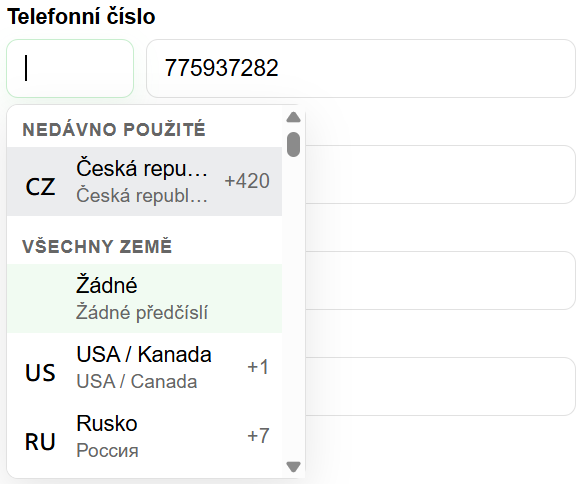 Telefonní číslo
775937282
NEDÁVNO POUŽITÉ
CZ Česká repu... +420
Česká republ...
VŠECHNY ZEMĚ
Žádné
Žádné předčíslí
US USA / Kanada +1
USA / Canada
RU Rusko +7
Россия